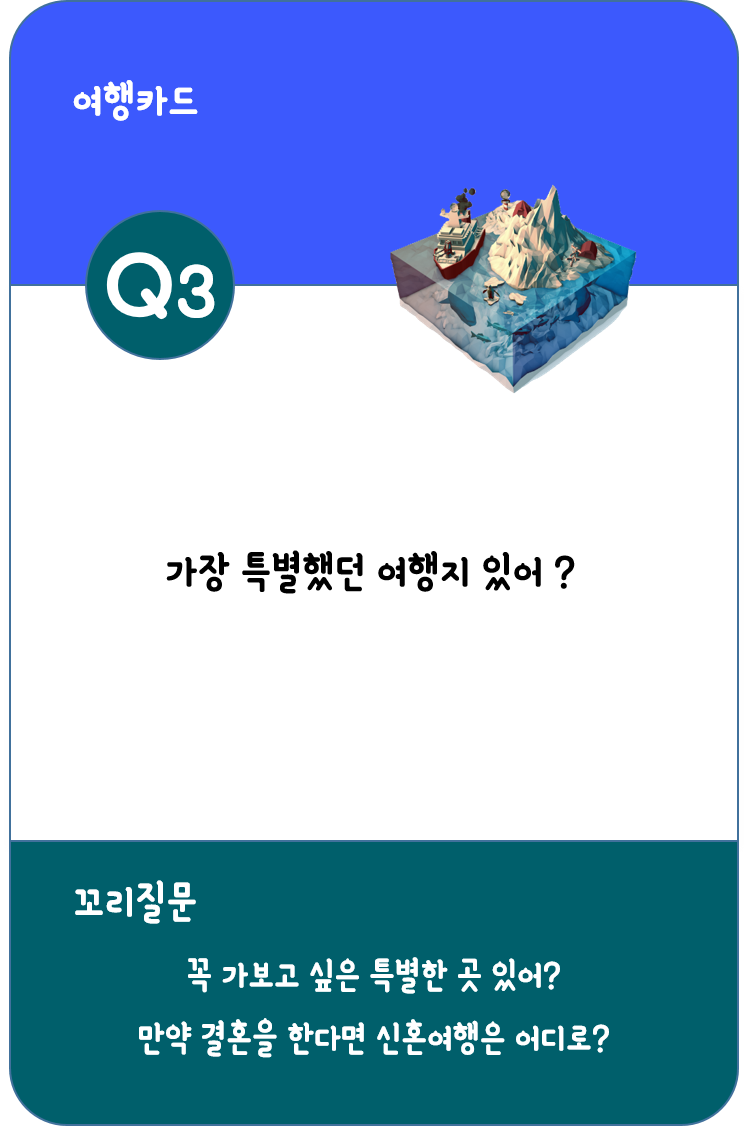 여행카드
Q3
가장 특별했던 여행지 있어 ?
꼬리질문
꼭 가보고 싶은 특별한 곳 있어?
만약 결혼을 한다면 신혼여행은 어디로?